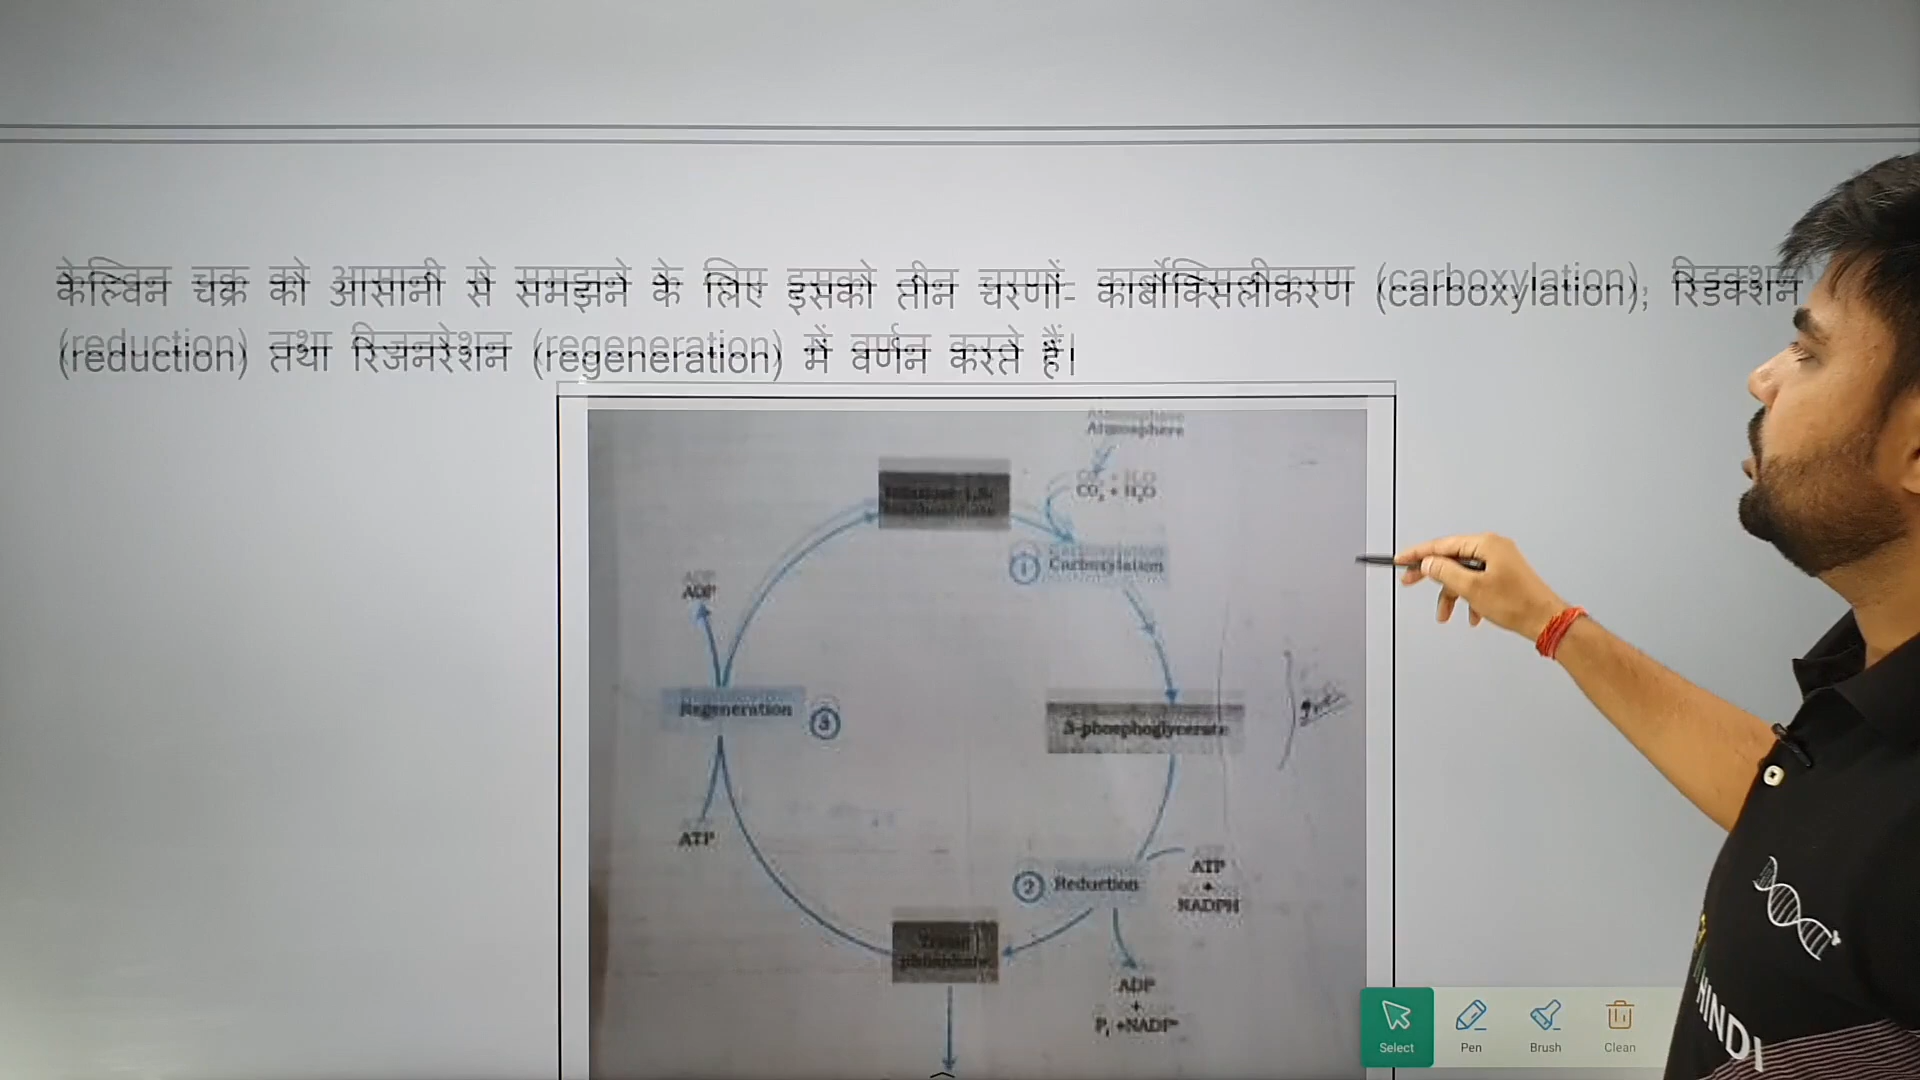 केल्विन चक्र को आसानी से समझने के लिए इसको तीन चरणों- कार्बोक्सिलीकरण (carboxylation), रिडक्शन
(reduction) तथा रिजनरेशन (regeneration) में वर्णन करते हैं।
Atmosphere
CO₂ + H₂O
① Carboxylation
ADP
Regeneration ③
3-phosphoglycerate
ATP
② Reduction
ATP
+
NADPH
Triose
phosphate
ADP
+
Pᵢ +NADP⁺
Select
Pen
Brush
Clean
HINDI